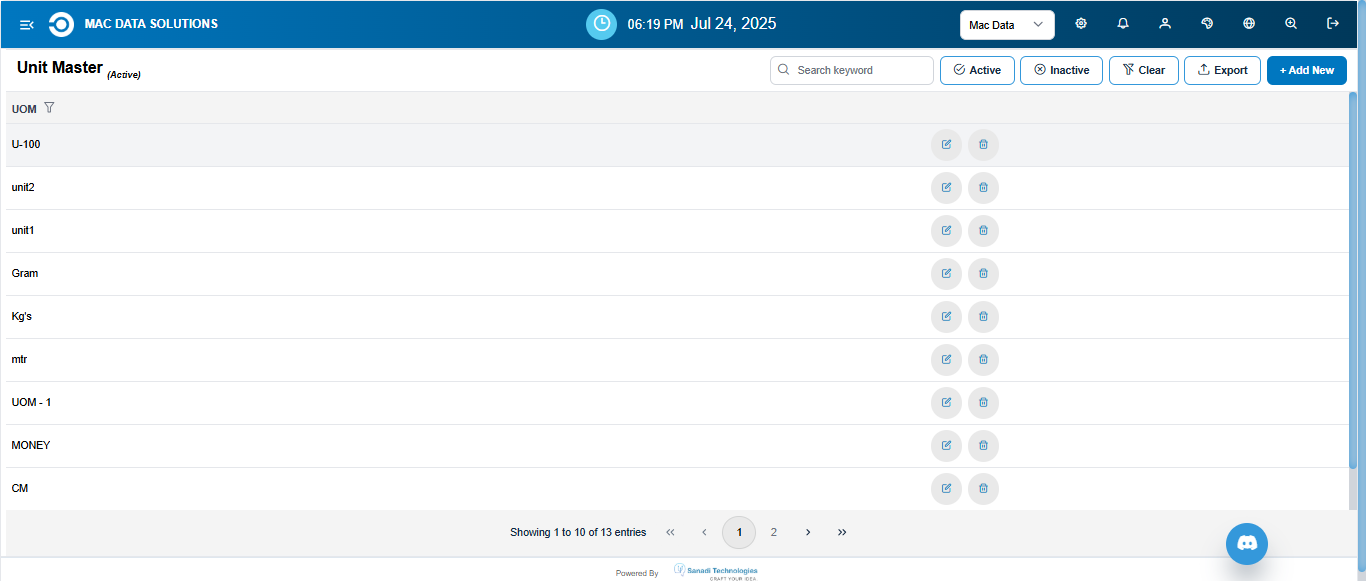 MAC DATA SOLUTIONS
06:19 PM Jul 24, 2025
Mac Data
Unit Master (Active)
Search keyword
Active
Inactive
Clear
Export
+ Add New
UOM
U-100
unit2
unit1
Gram
Kg's
mtr
UOM - 1
MONEY
CM
Showing 1 to 10 of 13 entries
1
2
Powered By
Sanadi Technologies
CRAFT YOUR IDEA